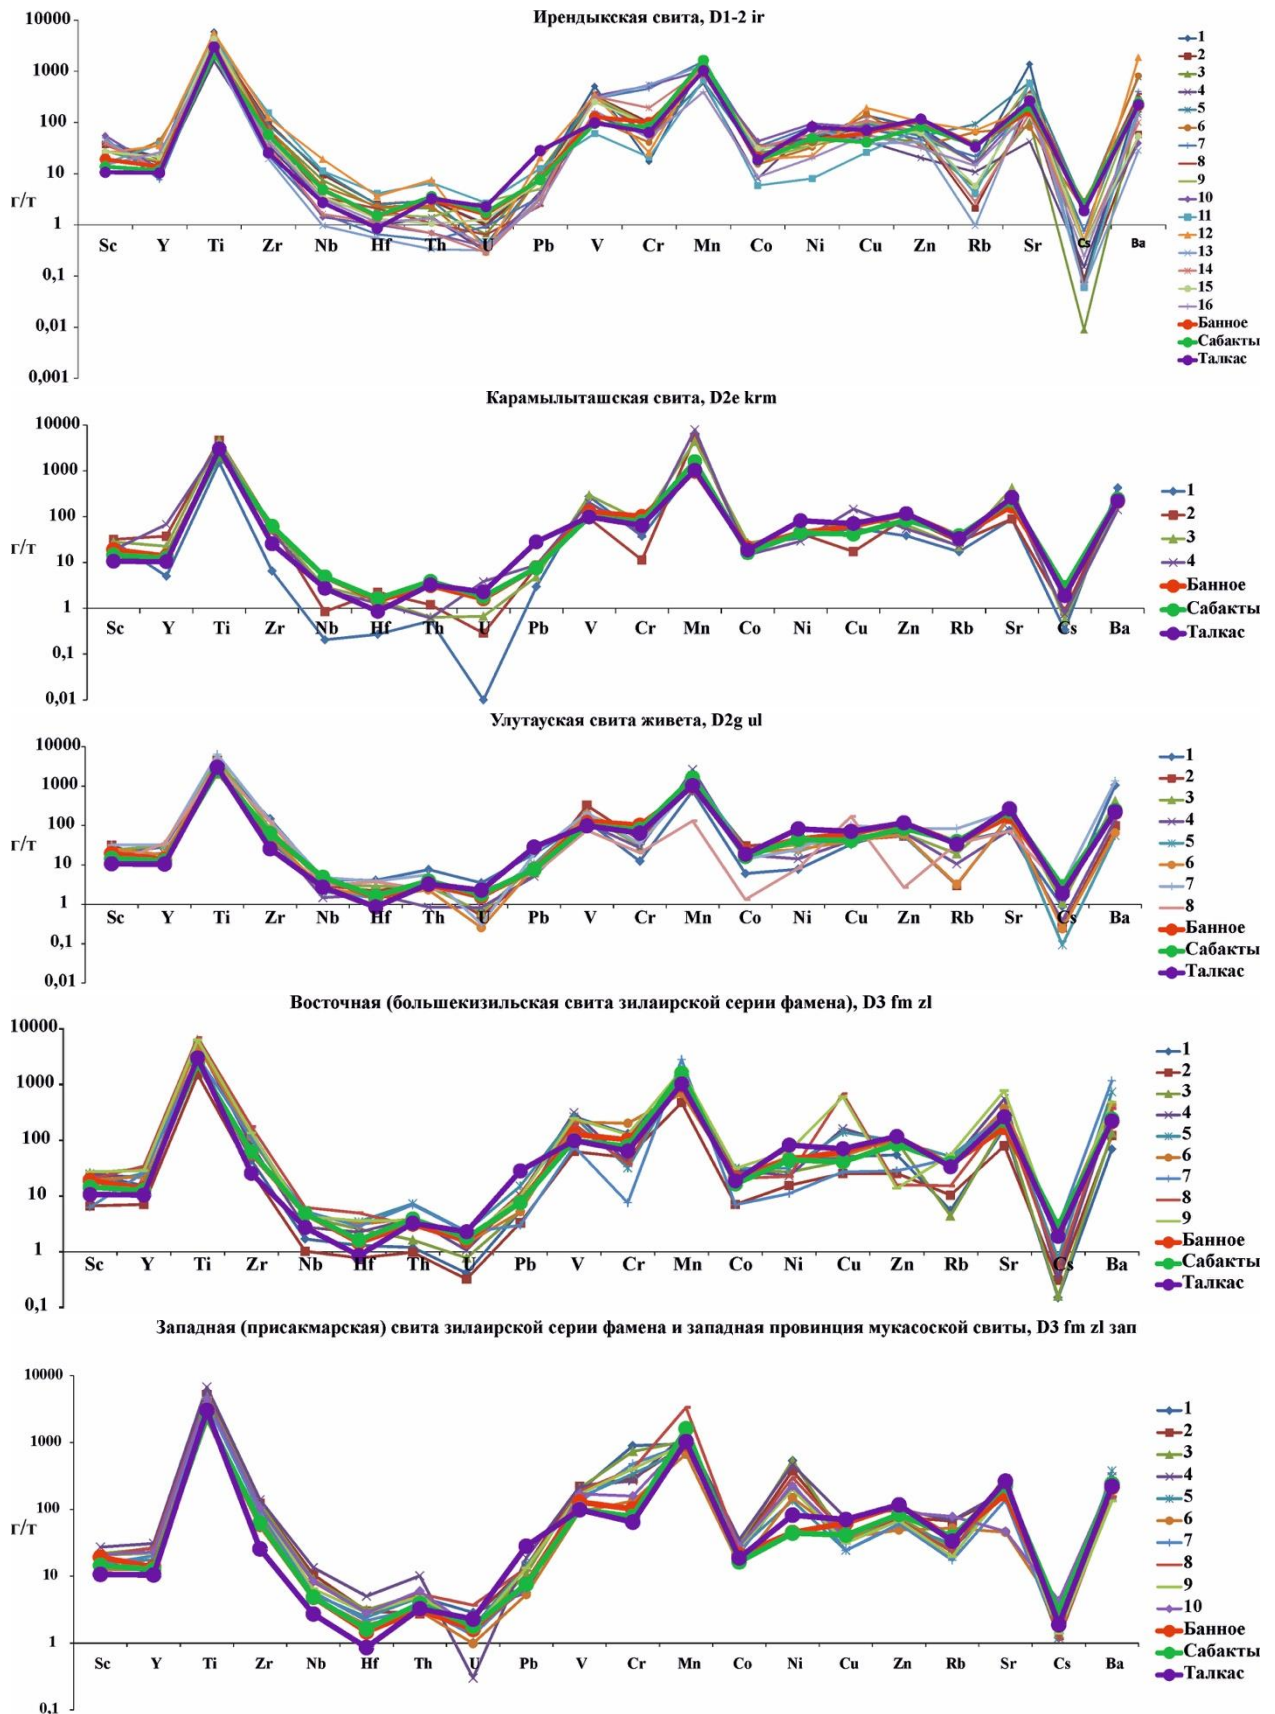 Ирендыкская свита, D1-2 ir
10000
1000
100
10
г/т
1
0,1
0,01
0,001
Sc Y Ti Zr Nb Hf Th U Pb V Cr Mn Co Ni Cu Zn Rb Sr Cs Ba
1
2
3
4
5
6
7
8
9
10
11
12
13
14
15
16
Банное
Сабакты
Талкас
Карамылыташская свита, D2e krm
10000
1000
100
10
г/т
1
0,1
0,01
Sc Y Ti Zr Nb Hf Th U Pb V Cr Mn Co Ni Cu Zn Rb Sr Cs Ba
1
2
3
4
Банное
Сабакты
Талкас
Улутауская свита живета, D2g ul
10000
1000
100
г/т
10
1
0,1
0,01
Sc Y Ti Zr Nb Hf Th U Pb V Cr Mn Co Ni Cu Zn Rb Sr Cs Ba
1
2
3
4
5
6
7
8
Банное
Сабакты
Талкас
Восточная (большекизильская свита зилаирской серии фамена), D3 fm zl
10000
1000
100
г/т
10
1
0,1
Sc Y Ti Zr Nb Hf Th U Pb V Cr Mn Co Ni Cu Zn Rb Sr Cs Ba
1
2
3
4
5
6
7
8
9
Банное
Сабакты
Талкас
Западная (присакмарская) свита зилаирской серии фамена и западная провинция мукасоской свиты, D3 fm zl зап
10000
1000
100
г/т
10
1
0,1
Sc Y Ti Zr Nb Hf Th U Pb V Cr Mn Co Ni Cu Zn Rb Sr Cs Ba
1
2
3
4
5
6
7
8
9
10
Банное
Сабакты
Талкас